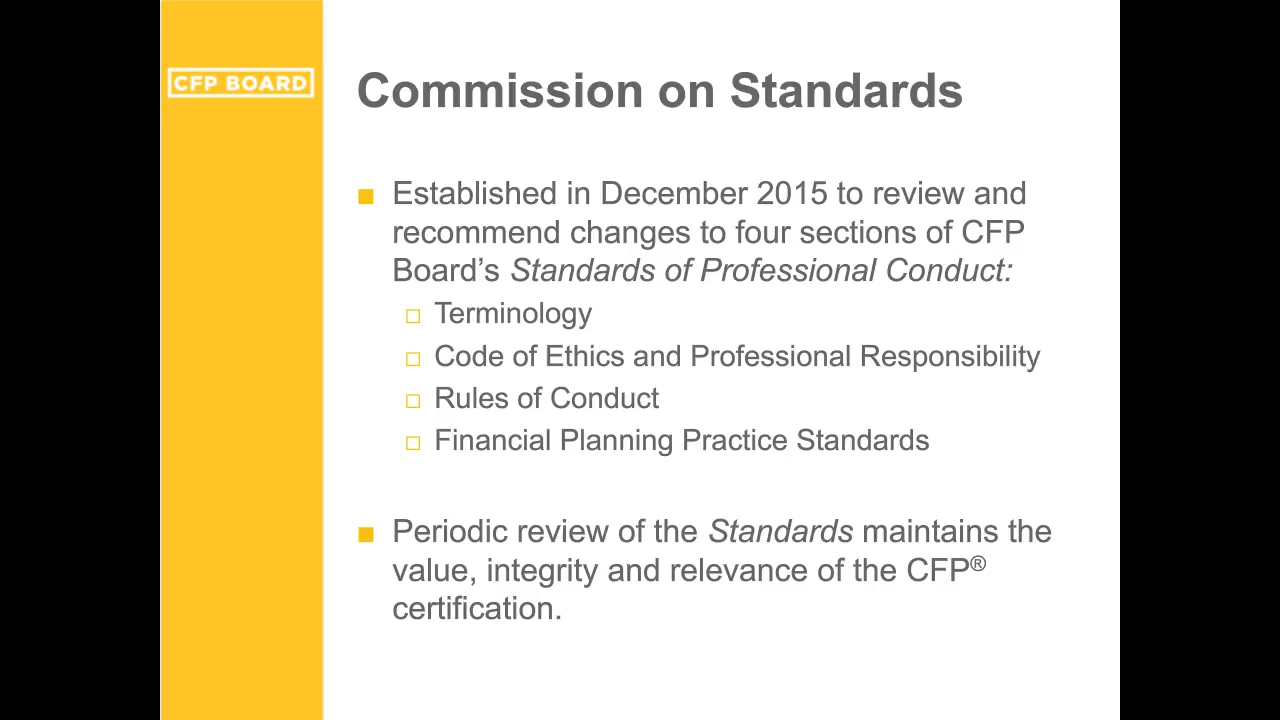 CFP BOARD
Commission on Standards
■ Established in December 2015 to review and
recommend changes to four sections of CFP
Board’s Standards of Professional Conduct:
□ Terminology
□ Code of Ethics and Professional Responsibility
□ Rules of Conduct
□ Financial Planning Practice Standards
■ Periodic review of the Standards maintains the
value, integrity and relevance of the CFP®
certification.